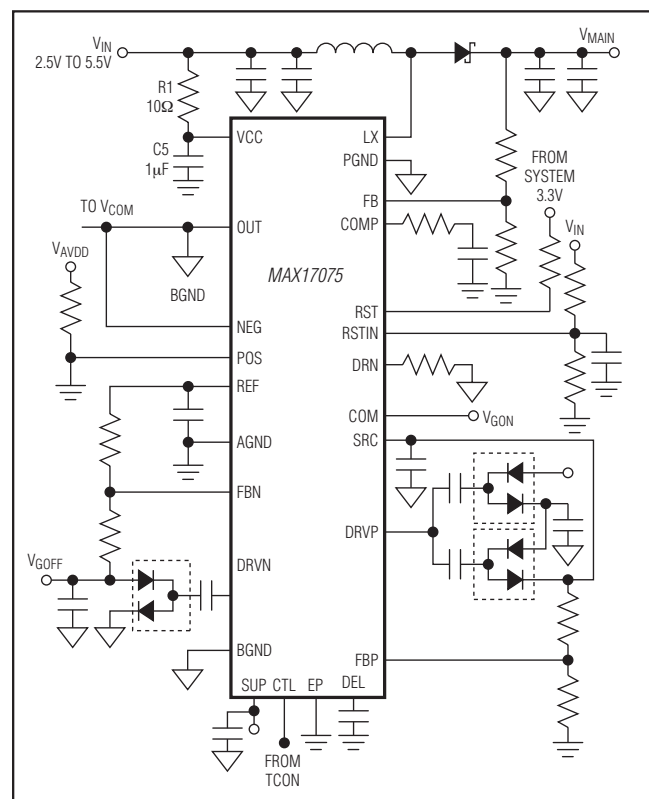 VIN
2.5V TO 5.5V
VMAIN
R1
10Ω
C5
1μF
VCC
LX
PGND
FROM
SYSTEM
3.3V
VIN
FB
COMP
TO VCOM
OUT
VAVDD
BGND
MAX17075
NEG
RST
RSTIN
POS
REF
DRN
COM
VGON
AGND
SRC
FBN
DRVP
VGOFF
DRVN
BGND
FBP
SUP
CTL
EP
DEL
FROM
TCON